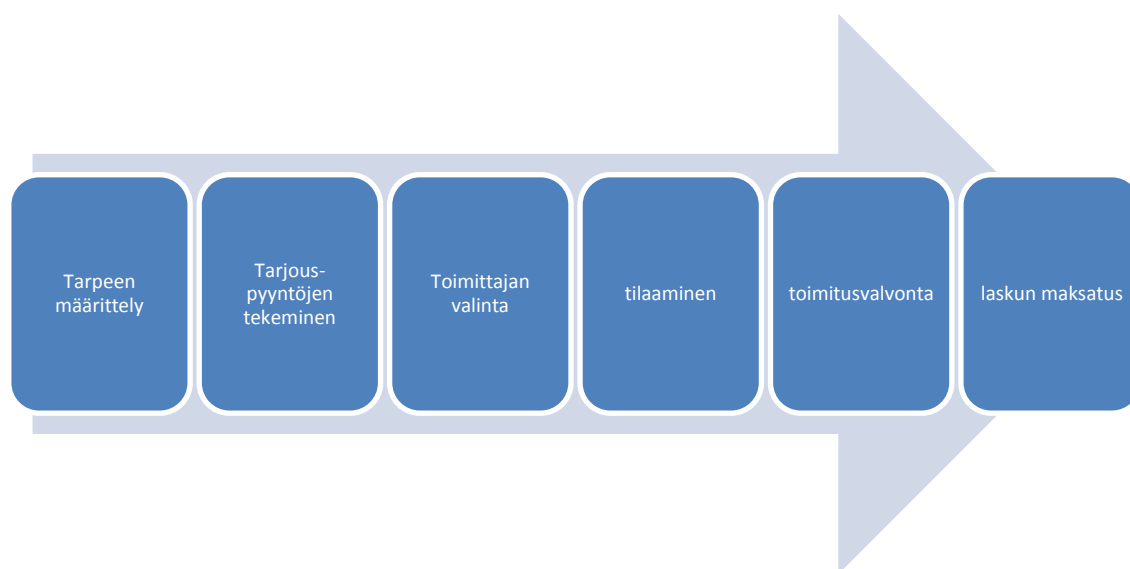 Tarpeen
määrittely
Tarjous-
pyyntöjen
tekeminen
Toimittajan
valinta
tilaaminen
toimitusvalvonta
laskun maksatus